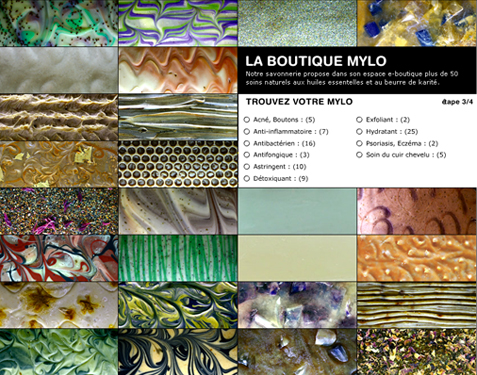 LA BOUTIQUE MYLO
Notre savonnerie propose dans son espace e-boutique plus de 50
soins naturels aux huiles essentielles et au beurre de karité.
TROUVEZ VOTRE MYLO
étape 3/4
Acné, Boutons : (5)
Anti-inflammatoire : (7)
Antibactérien : (16)
Antifongique : (3)
Astringent : (10)
Détoxiquant : (9)
Exfoliant : (2)
Hydratant : (25)
Psoriasis, Eczéma : (2)
Soin du cuir chevelu : (5)